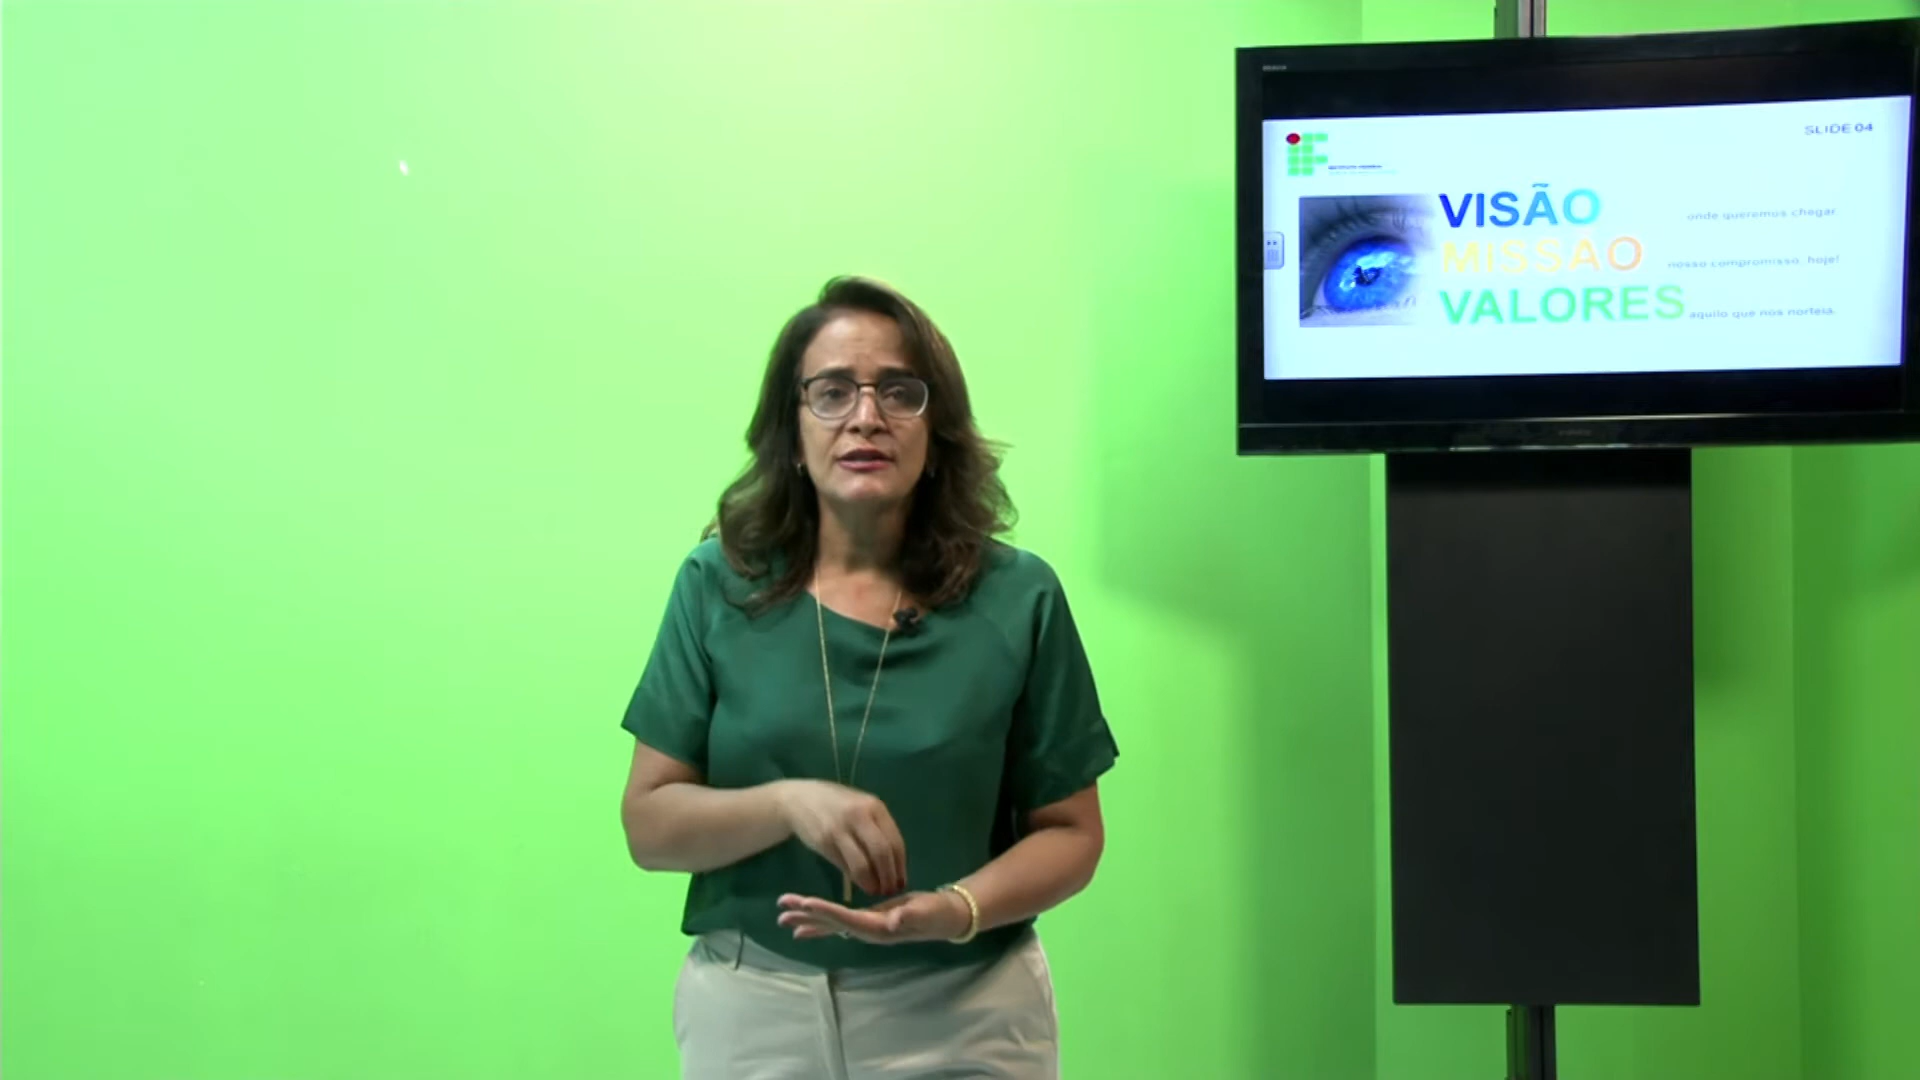 SLIDE 04
VISÃO onde queremos chegar.
MISSÃO nosso compromisso hoje!
VALORES aquilo que nos norteia.